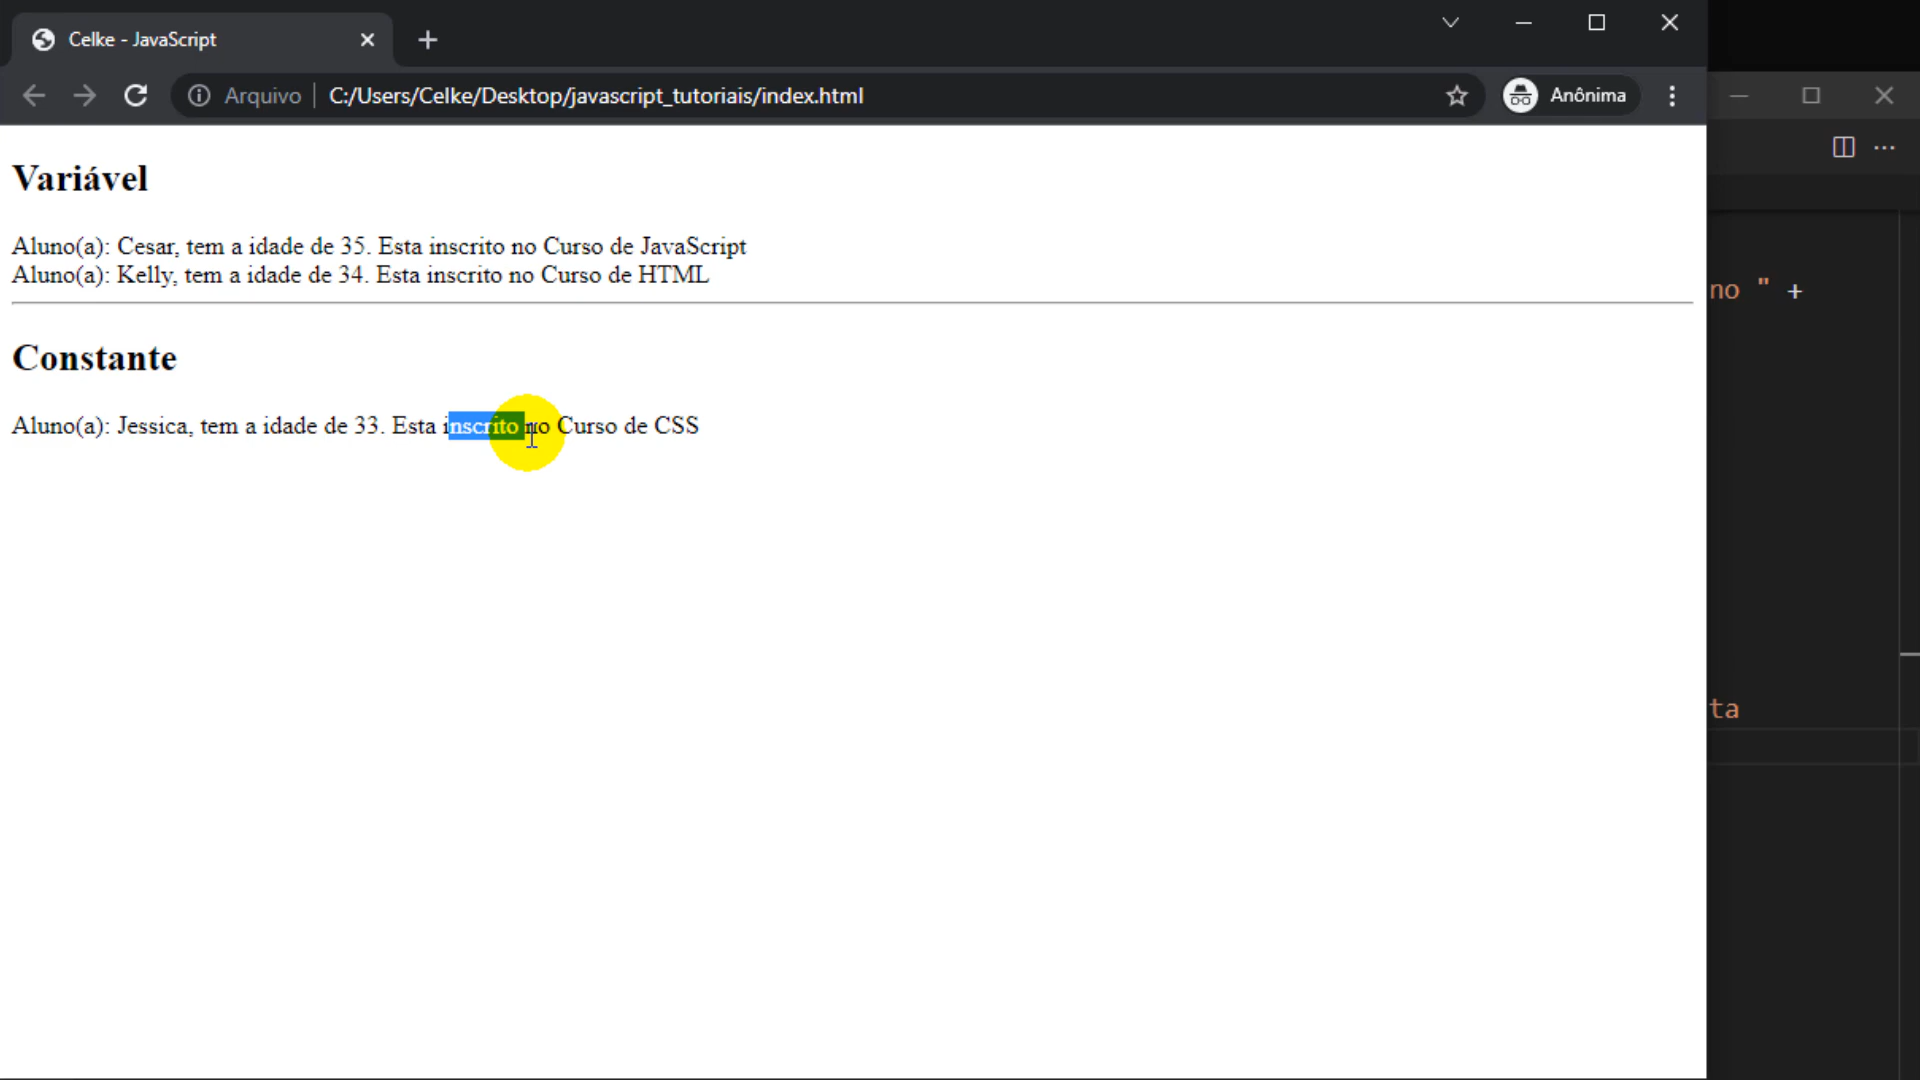 Celke - JavaScript
Arquivo C:/Users/Celke/Desktop/javascript_tutoriais/index.html Anônima
Variável
Aluno(a): Cesar, tem a idade de 35. Esta inscrito no Curso de JavaScript
Aluno(a): Kelly, tem a idade de 34. Esta inscrito no Curso de HTML
no " +
Constante
Aluno(a): Jessica, tem a idade de 33. Esta inscrito no Curso de CSS
ta